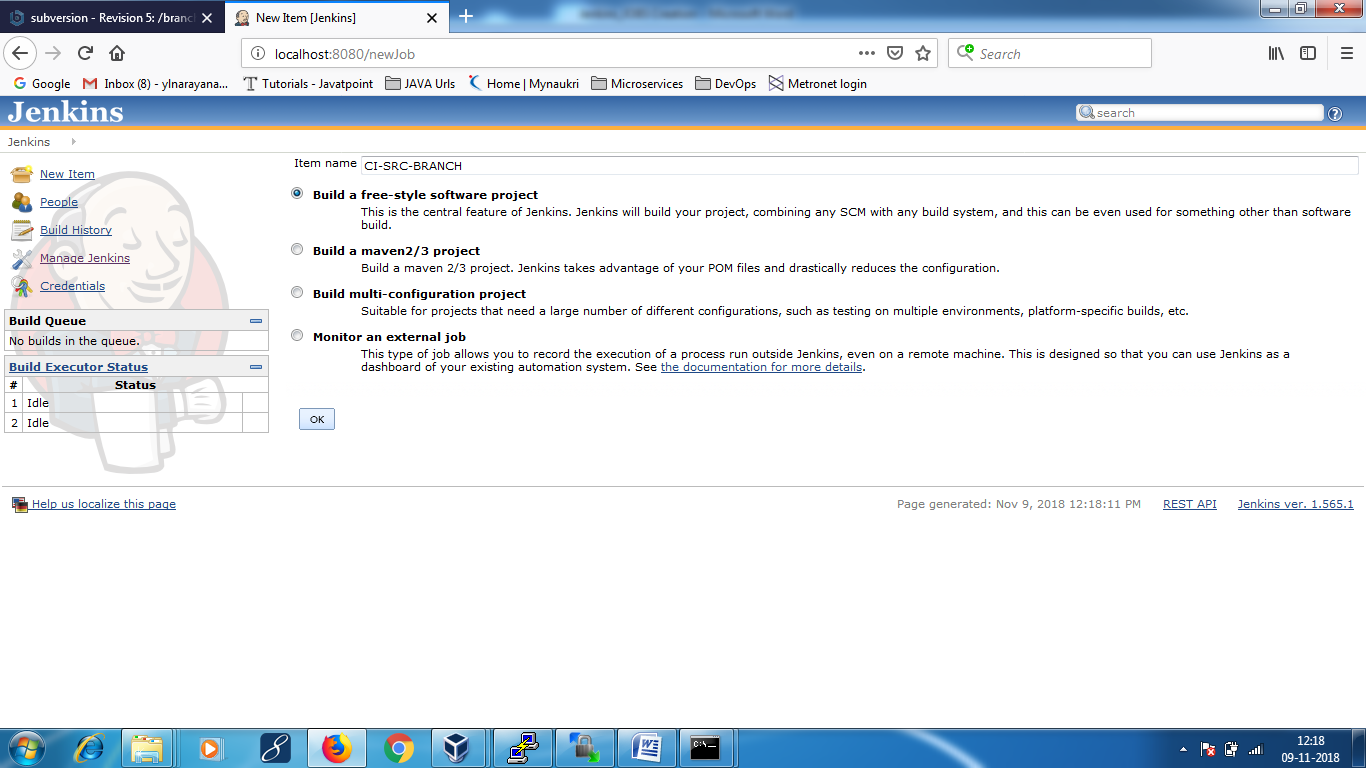 subversion - Revision 5: /branc
New Item [Jenkins]
localhost:8080/newJob
Search
Google
Inbox (8) - ylnarayana...
Tutorials - Javatpoint
JAVA Urls
Home | Mynaukri
Microservices
DevOps
Metronet login
Jenkins
search
Jenkins
New Item
People
Build History
Manage Jenkins
Credentials
Build Queue
No builds in the queue.
Build Executor Status
# Status
1 Idle
2 Idle
Item name CI-SRC-BRANCH
Build a free-style software project
This is the central feature of Jenkins. Jenkins will build your project, combining any SCM with any build system, and this can be even used for something other than software
build.
Build a maven2/3 project
Build a maven 2/3 project. Jenkins takes advantage of your POM files and drastically reduces the configuration.
Build multi-configuration project
Suitable for projects that need a large number of different configurations, such as testing on multiple environments, platform-specific builds, etc.
Monitor an external job
This type of job allows you to record the execution of a process run outside Jenkins, even on a remote machine. This is designed so that you can use Jenkins as a
dashboard of your existing automation system. See the documentation for more details.
OK
Help us localize this page
Page generated: Nov 9, 2018 12:18:11 PM
REST API
Jenkins ver. 1.565.1
12:18
09-11-2018